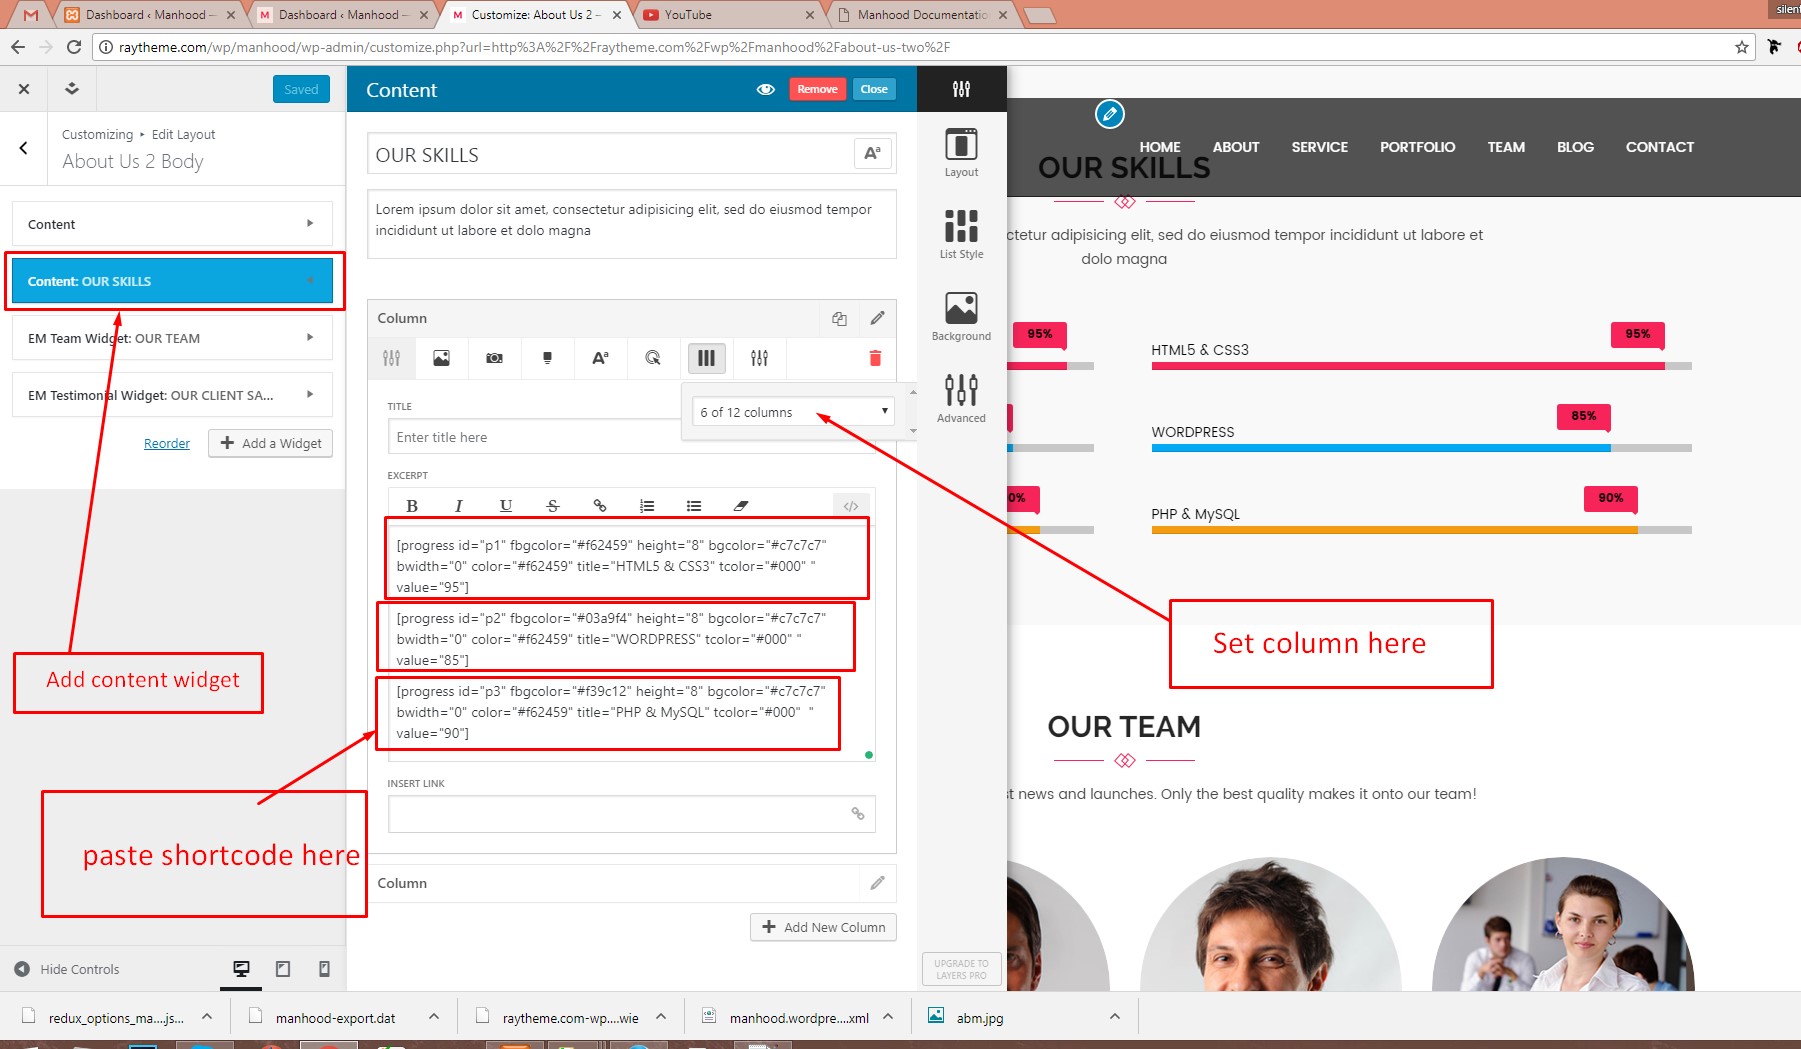 Dashboard ‹ Manhood —
Dashboard ‹ Manhood —
Customize: About Us 2 –
YouTube
Manhood Documentatio
silent
raytheme.com/wp/manhood/wp-admin/customize.php?url=http%3A%2F%2Fraytheme.com%2Fwp%2Fmanhood%2Fabout-us-two%2F
Saved
Customizing ▸ Edit Layout
About Us 2 Body
Content
Content: OUR SKILLS
EM Team Widget: OUR TEAM
EM Testimonial Widget: OUR CLIENT SA...
Reorder
Add a Widget
Add content widget
paste shortcode here
Hide Controls
Content
Remove
Close
OUR SKILLS
Lorem ipsum dolor sit amet, consectetur adipisicing elit, sed do eiusmod tempor
incididunt ut labore et dolo magna
Column
TITLE
6 of 12 columns
Enter title here
EXCERPT
B I U S
[progress id="p1" fbgcolor="#f62459" height="8" bgcolor="#c7c7c7"
bwidth="0" color="#f62459" title="HTML5 & CSS3" tcolor="#000" "
value="95"]
[progress id="p2" fbgcolor="#03a9f4" height="8" bgcolor="#c7c7c7"
bwidth="0" color="#f62459" title="WORDPRESS" tcolor="#000" "
value="85"]
[progress id="p3" fbgcolor="#f39c12" height="8" bgcolor="#c7c7c7"
bwidth="0" color="#f62459" title="PHP & MySQL" tcolor="#000"  "
value="90"]
INSERT LINK
Column
Add New Column
Layout
List Style
Background
Advanced
UPGRADE TO
LAYERS PRO
HOME ABOUT SERVICE PORTFOLIO TEAM BLOG CONTACT
OUR SKILLS
ctetur adipisicing elit, sed do eiusmod tempor incididunt ut labore et
dolo magna
95%
95%
HTML5 & CSS3
85%
WORDPRESS
0%
90%
PHP & MySQL
Set column here
OUR TEAM
st news and launches. Only the best quality makes it onto our team!
redux_options_ma....js...
manhood-export.dat
raytheme.com-wp....wie
manhood.wordpre....xml
abm.jpg